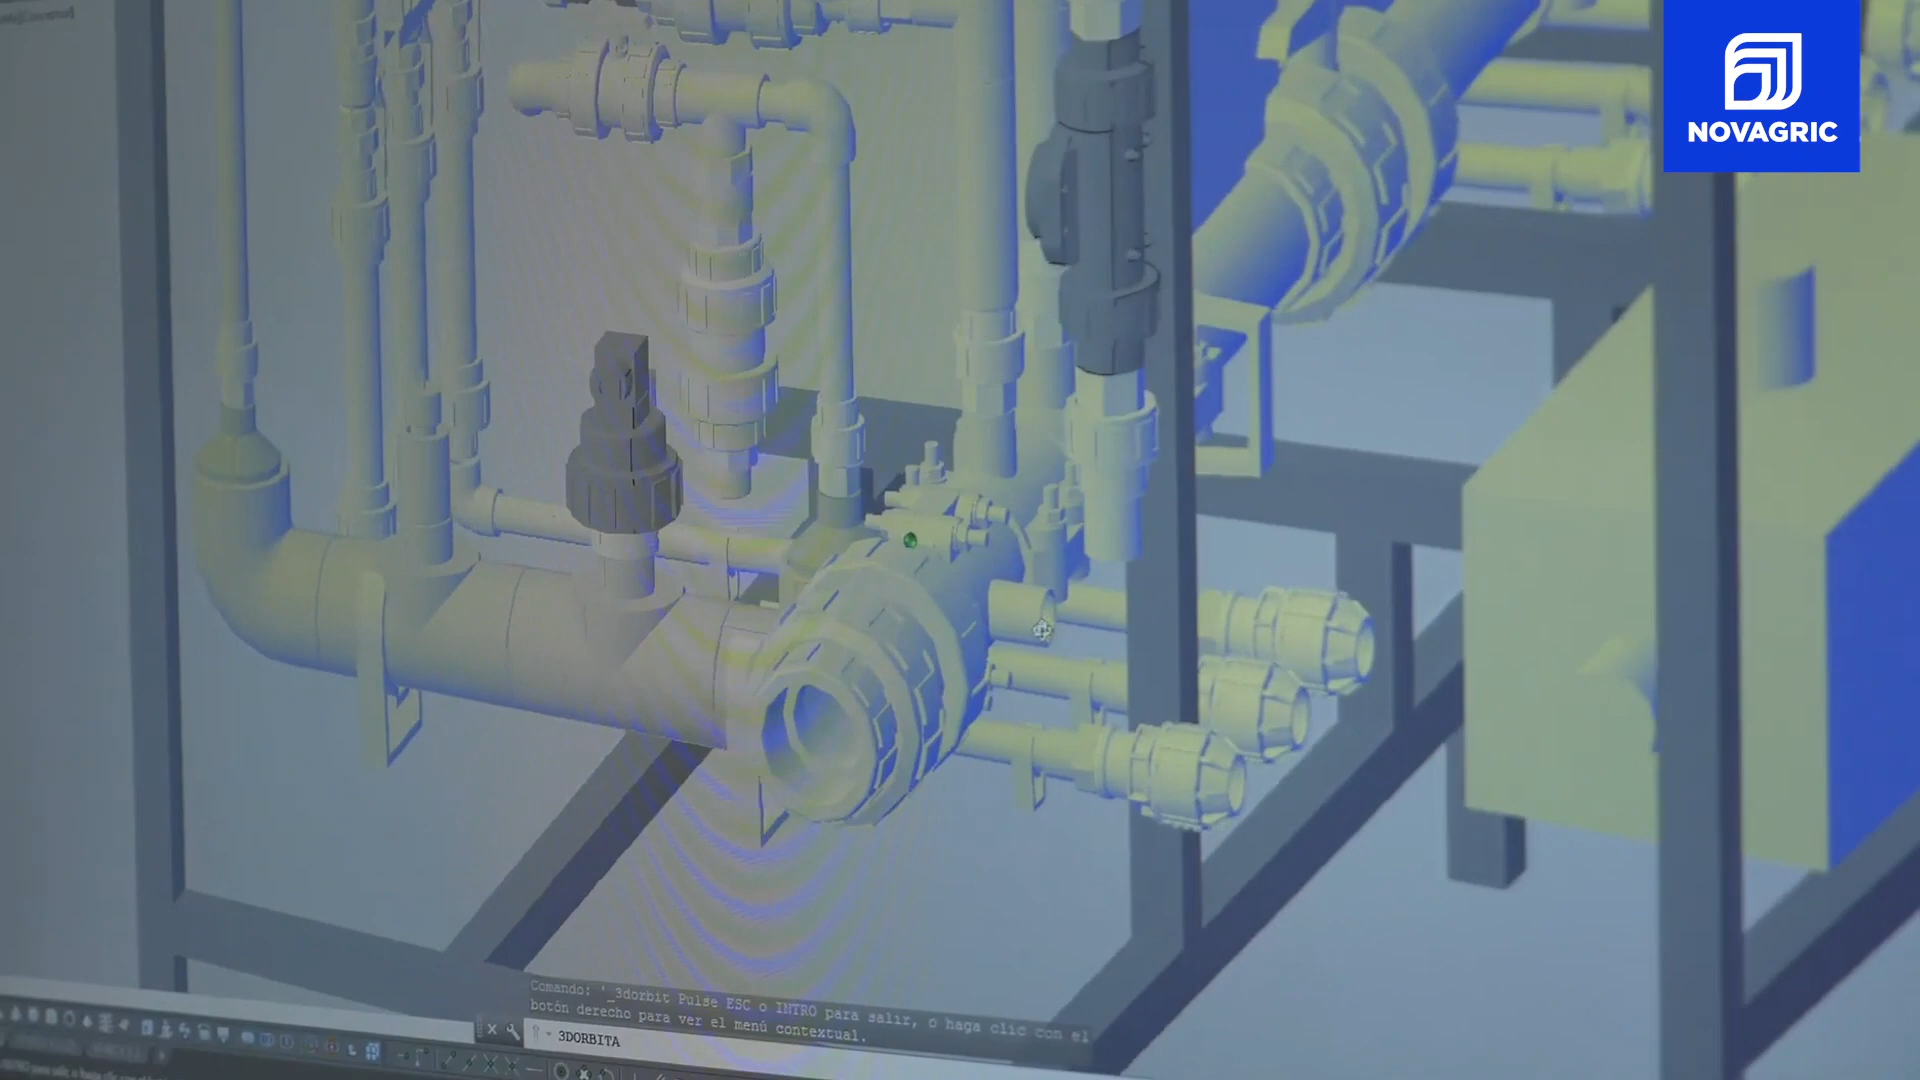 NOVAGRIC
Comando: '_3dorbit Pulse ESC o INTRO para salir, o haga clic con el
botón derecho para ver el menú contextual.
3DORBITA